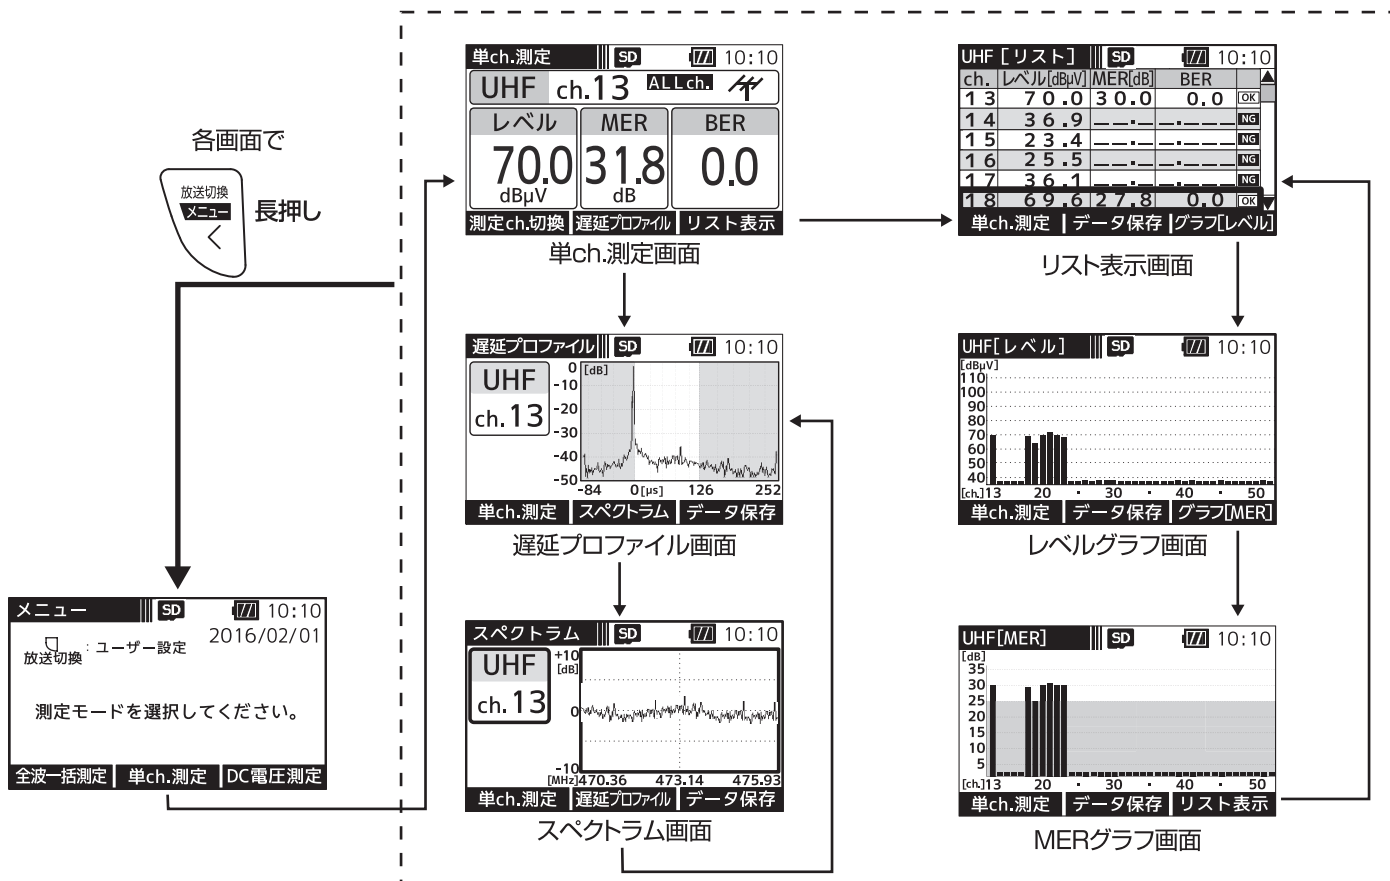 各画面で
放送切換
メニュー
長押し
メニュー SD 10:10
2016/02/01
放送切換 : ユーザー設定
測定モードを選択してください。
全波一括測定 単ch.測定 DC電圧測定
単ch.測定 SD 10:10
UHF ch.13 ALLch.
レベル MER BER
70.0 31.8 0.0
dBμV dB
測定ch.切換 遅延プロファイル リスト表示
単ch.測定画面
遅延プロファイル SD 10:10
UHF
ch.13
[dB]
0
-10
-20
-30
-40
-50
-84 0[μs] 126 252
単ch.測定 スペクトラム データ保存
遅延プロファイル画面
スペクトラム SD 10:10
UHF
ch.13
+10
[dB]
0
-10
[MHz]470.36 473.14 475.93
単ch.測定 遅延プロファイル データ保存
スペクトラム画面
UHF [リスト] SD 10:10
ch. レベル[dBμV] MER[dB] BER
13 70.0 30.0 0.0 OK
14 36.9 __._ _.__ NG
15 23.4 __._ _.__ NG
16 25.5 __._ _.__ NG
17 36.1 __._ _.__ NG
18 69.6 27.8 0.0 OK
単ch.測定 データ保存 グラフ[レベル]
リスト表示画面
UHF[レベル] SD 10:10
[dBμV]
110
100
90
80
70
60
50
40
[ch.]13 20 · 30 · 40 · 50
単ch.測定 データ保存 グラフ[MER]
レベルグラフ画面
UHF[MER] SD 10:10
[dB]
35
30
25
20
15
10
5
[ch.]13 20 · 30 · 40 · 50
単ch.測定 データ保存 リスト表示
MERグラフ画面